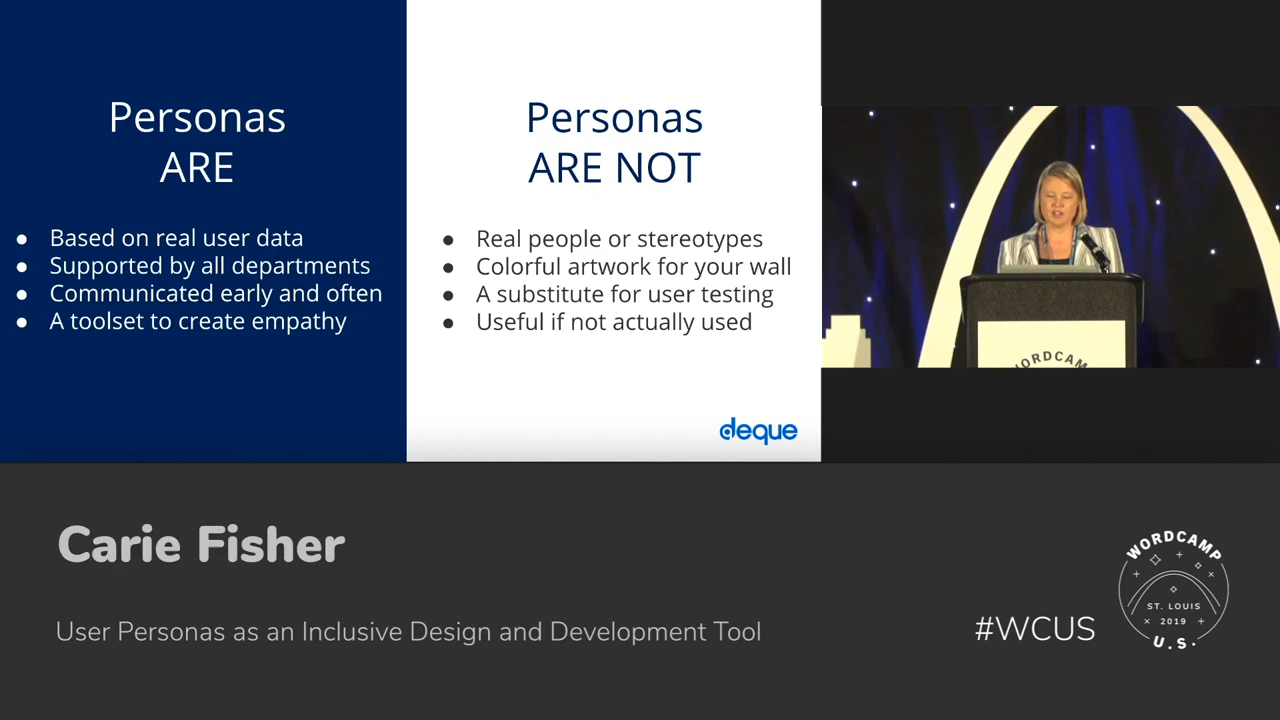 Personas
ARE
● Based on real user data
● Supported by all departments
● Communicated early and often
● A toolset to create empathy
Personas
ARE NOT
● Real people or stereotypes
● Colorful artwork for your wall
● A substitute for user testing
● Useful if not actually used
deque
WORDCAMP
Carie Fisher
User Personas as an Inclusive Design and Development Tool
#WCUS
WORDCAMP
ST. LOUIS
2019
U.S.